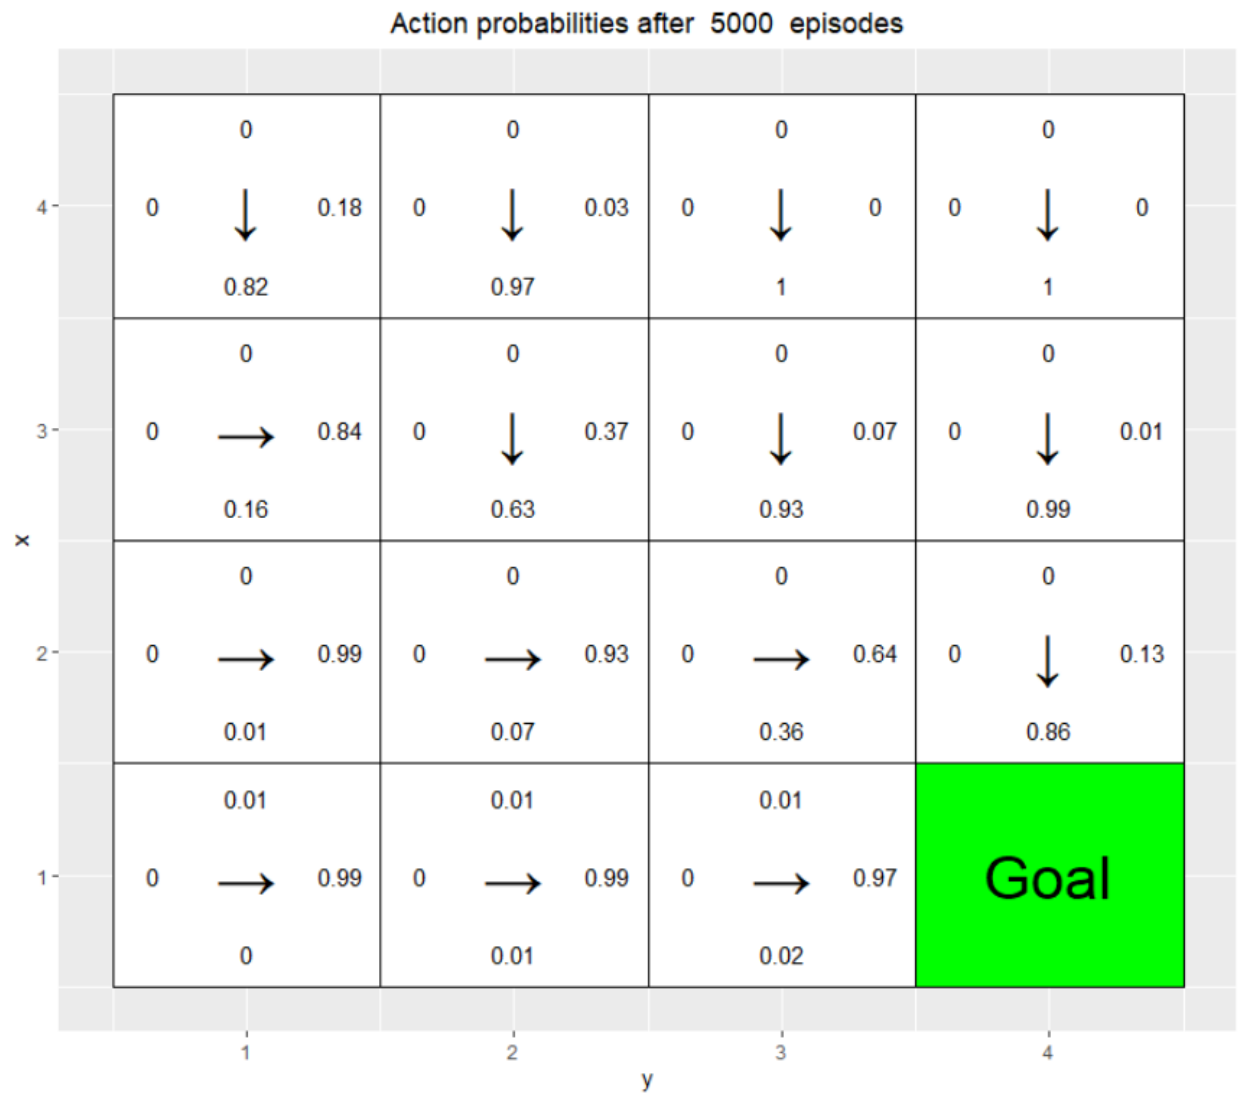 Action probabilities after 5000 episodes
0 0 0 0
4 0 0.18 0 0.03 0 0 0 0
0.82 0.97 1 1
0 0 0 0
3 0 0.84 0 0.37 0 0.07 0 0.01
0.16 0.63 0.93 0.99
x
0 0 0 0
2 0 0.99 0 0.93 0 0.64 0 0.13
0.01 0.07 0.36 0.86
0.01 0.01 0.01
1 0 0.99 0 0.99 0 0.97 Goal
0 0.01 0.02
1 2 3 4
y